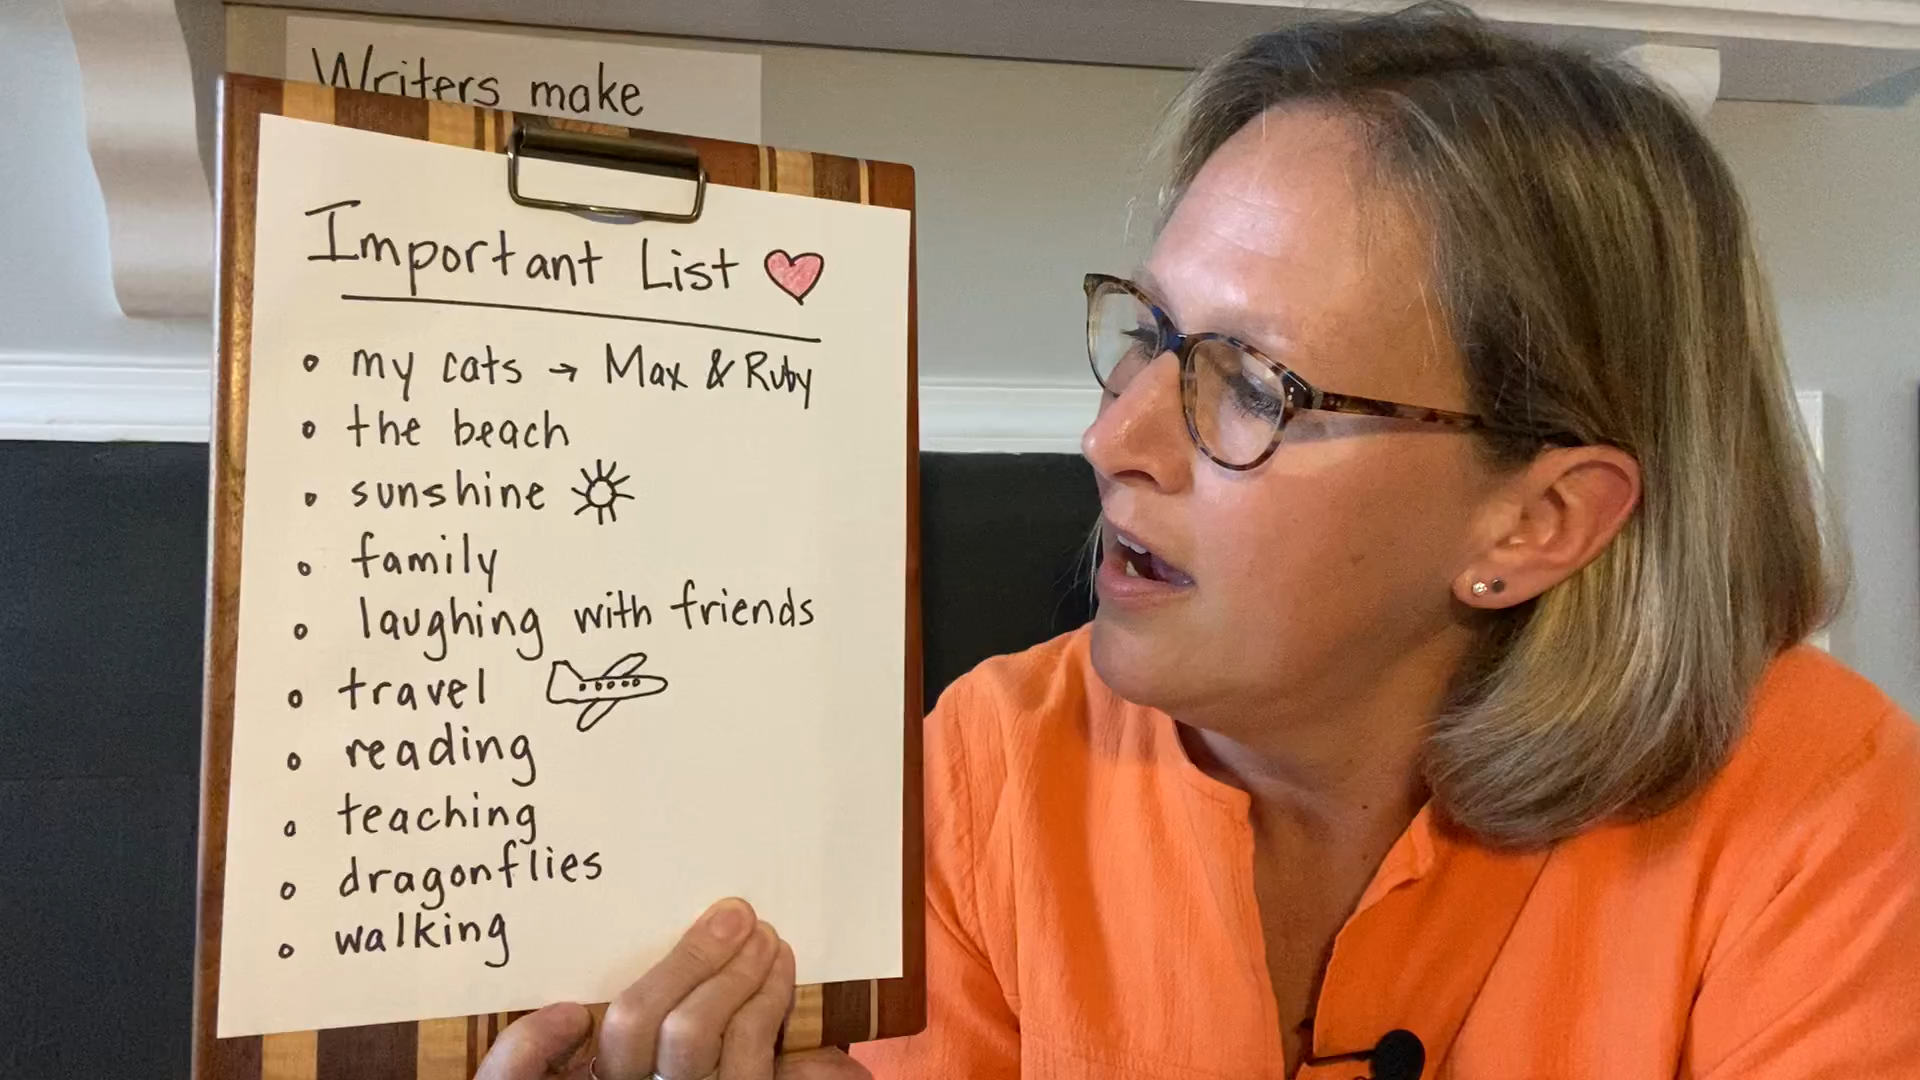 Writers make
Important List
my cats → Max & Ruby
the beach
sunshine
family
laughing with friends
travel
reading
teaching
dragonflies
walking